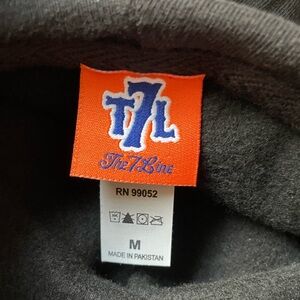 T7L
The 7 Line
RN 99052
M
MADE IN PAKISTAN